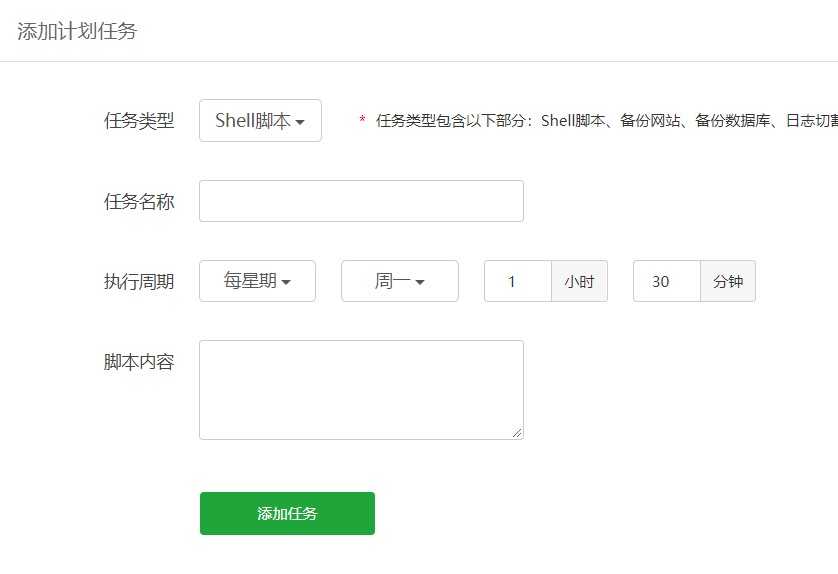 添加计划任务
任务类型 Shell脚本 * 任务类型包含以下部分：Shell脚本、备份网站、备份数据库、日志切割
任务名称
执行周期 每星期 周一 1 小时 30 分钟
脚本内容
添加任务